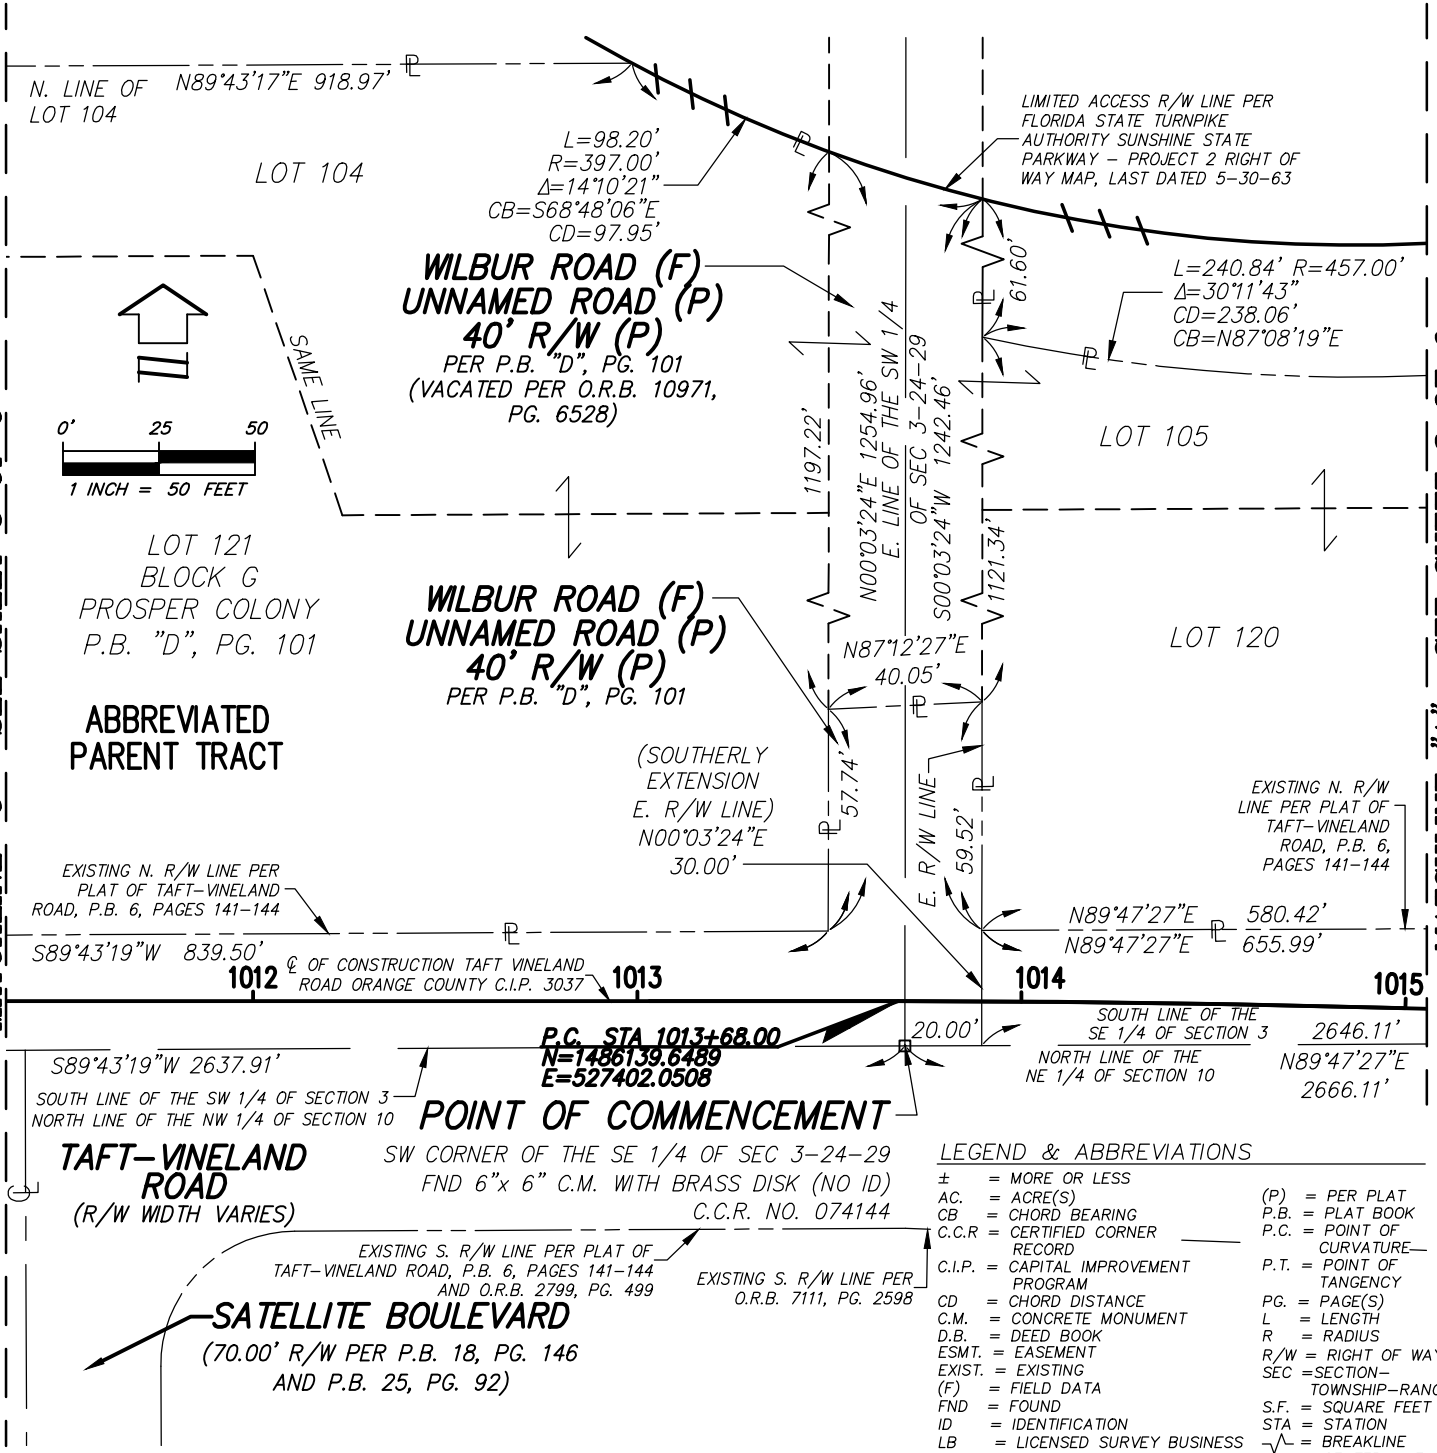 N. LINE OF
LOT 104
N89°43'17"E 918.97'
LOT 104
L=98.20'
R=397.00'
Δ=14°10'21"
CB=S68°48'06"E
CD=97.95'
LIMITED ACCESS R/W LINE PER
FLORIDA STATE TURNPIKE
AUTHORITY SUNSHINE STATE
PARKWAY – PROJECT 2 RIGHT OF
WAY MAP, LAST DATED 5-30-63
WILBUR ROAD (F)
UNNAMED ROAD (P)
40' R/W (P)
PER P.B. "D", PG. 101
(VACATED PER O.R.B. 10971,
PG. 6528)
61.60'
L=240.84' R=457.00'
Δ=30°11'43"
CD=238.06'
CB=N87°08'19"E
SAME LINE
0' 25 50
1 INCH = 50 FEET
1197.22'
N00°03'24"E 1254.96'
E. LINE OF THE SW 1/4
OF SEC 3-24-29
S00°03'24"W 1242.46'
1121.34'
LOT 105
LOT 121
BLOCK G
PROSPER COLONY
P.B. "D", PG. 101
WILBUR ROAD (F)
UNNAMED ROAD (P)
40' R/W (P)
PER P.B. "D", PG. 101
N87°12'27"E
40.05'
LOT 120
ABBREVIATED
PARENT TRACT
(SOUTHERLY
EXTENSION
E. R/W LINE)
N00°03'24"E
30.00'
57.74'
E. R/W LINE
59.52'
EXISTING N. R/W
LINE PER PLAT OF
TAFT-VINELAND
ROAD, P.B. 6,
PAGES 141-144
EXISTING N. R/W LINE PER
PLAT OF TAFT-VINELAND
ROAD, P.B. 6, PAGES 141-144
S89°43'19"W 839.50'
N89°47'27"E 580.42'
N89°47'27"E 655.99'
℄ OF CONSTRUCTION TAFT VINELAND
ROAD ORANGE COUNTY C.I.P. 3037
1012 1013 1014 1015
P.C. STA 1013+68.00
N=1486139.6489
E=527402.0508
20.00'
SOUTH LINE OF THE
SE 1/4 OF SECTION 3
2646.11'
NORTH LINE OF THE
NE 1/4 OF SECTION 10
N89°47'27"E
2666.11'
S89°43'19"W 2637.91'
SOUTH LINE OF THE SW 1/4 OF SECTION 3
NORTH LINE OF THE NW 1/4 OF SECTION 10
POINT OF COMMENCEMENT
SW CORNER OF THE SE 1/4 OF SEC 3-24-29
FND 6"x 6" C.M. WITH BRASS DISK (NO ID)
C.C.R. NO. 074144
TAFT-VINELAND
ROAD
(R/W WIDTH VARIES)
EXISTING S. R/W LINE PER PLAT OF
TAFT-VINELAND ROAD, P.B. 6, PAGES 141-144
AND O.R.B. 2799, PG. 499
EXISTING S. R/W LINE PER
O.R.B. 7111, PG. 2598
SATELLITE BOULEVARD
(70.00' R/W PER P.B. 18, PG. 146
AND P.B. 25, PG. 92)
LEGEND & ABBREVIATIONS
± = MORE OR LESS
AC. = ACRE(S)
CB = CHORD BEARING
C.C.R = CERTIFIED CORNER
RECORD
C.I.P. = CAPITAL IMPROVEMENT
PROGRAM
CD = CHORD DISTANCE
C.M. = CONCRETE MONUMENT
D.B. = DEED BOOK
ESMT. = EASEMENT
EXIST. = EXISTING
(F) = FIELD DATA
FND = FOUND
ID = IDENTIFICATION
LB = LICENSED SURVEY BUSINESS
(P) = PER PLAT
P.B. = PLAT BOOK
P.C. = POINT OF
CURVATURE
P.T. = POINT OF
TANGENCY
PG. = PAGE(S)
L = LENGTH
R = RADIUS
R/W = RIGHT OF WAY
SEC =SECTION-
TOWNSHIP-RANG
S.F. = SQUARE FEET
STA = STATION
= BREAKLINE